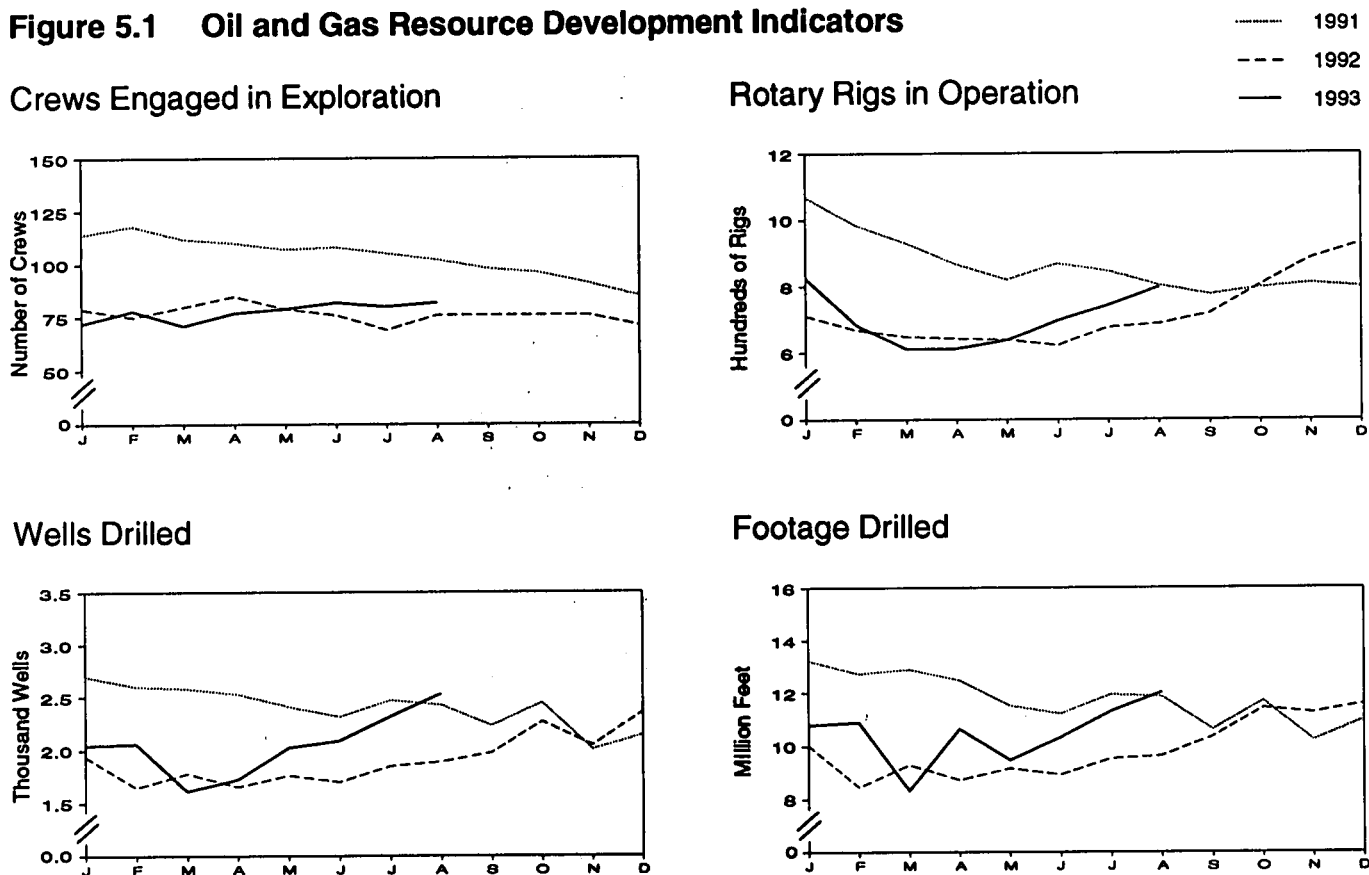 Figure 5.1 Oil and Gas Resource Development Indicators
1991
1992
1993
Crews Engaged in Exploration
Number of Crews
150
125
100
75
50
0
J F M A M J J A S O N D
Rotary Rigs in Operation
Hundreds of Rigs
12
10
8
6
0
J F M A M J J A S O N D
Wells Drilled
Thousand Wells
3.5
3.0
2.5
2.0
1.5
0.0
J F M A M J J A S O N D
Footage Drilled
Million Feet
16
14
12
10
8
0
J F M A M J J A S O N D